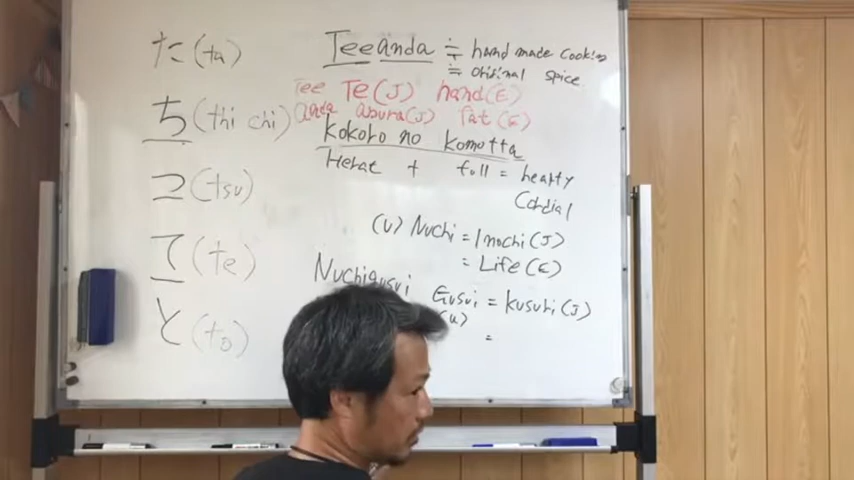 た (ta)
ち (thi chi)
つ (tsu)
て (te)
と (to)
Teeanda ≒ hand made cookies
≒ original spice
Tee Te(J) hand(E)
anda abura(J) fat(E)
kokoro no komotta
Herat + full = hearty
Cordial
(U) Nuchi = Inochi(J)
= Life(E)
Nuchigusui
Gusui = kusuri(J)
(u) =